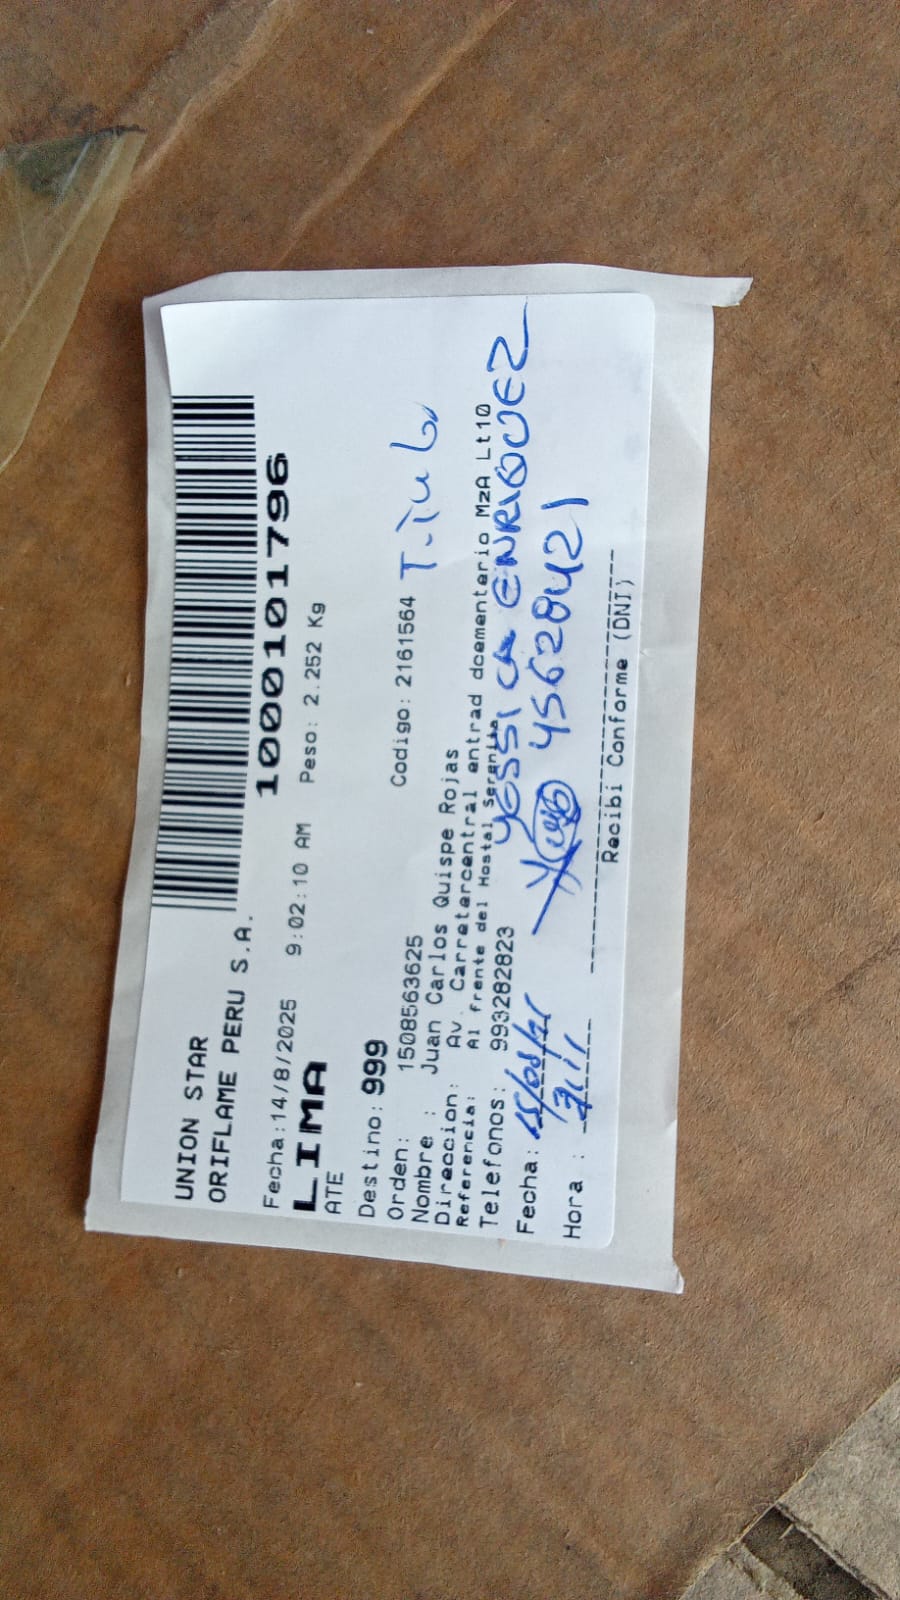 UNION STAR
ORIFLAME PERU S.A.
100010101796
Fecha:14/8/2025 9:02:10 AM Peso: 2.252 Kg
LIMA
ATE
Destino: 999
Orden: 1508563625 Codigo: 2161564
Nombre : Juan Carlos Quispe Rojas
Direccion: Av. Carretercentral entrad dcementerio MzA Lt10
Referencia: Al frente del Hostal Serenita
Telefonos: 993282823
YESSICA ENRIQUEZ
45628421
Fecha:
Hora :
Recibi Conforme (DNI)